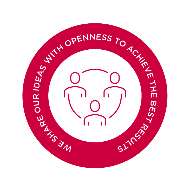 WE SHARE OUR IDEAS WITH OPENNESS TO ACHIEVE THE BEST RESULTS